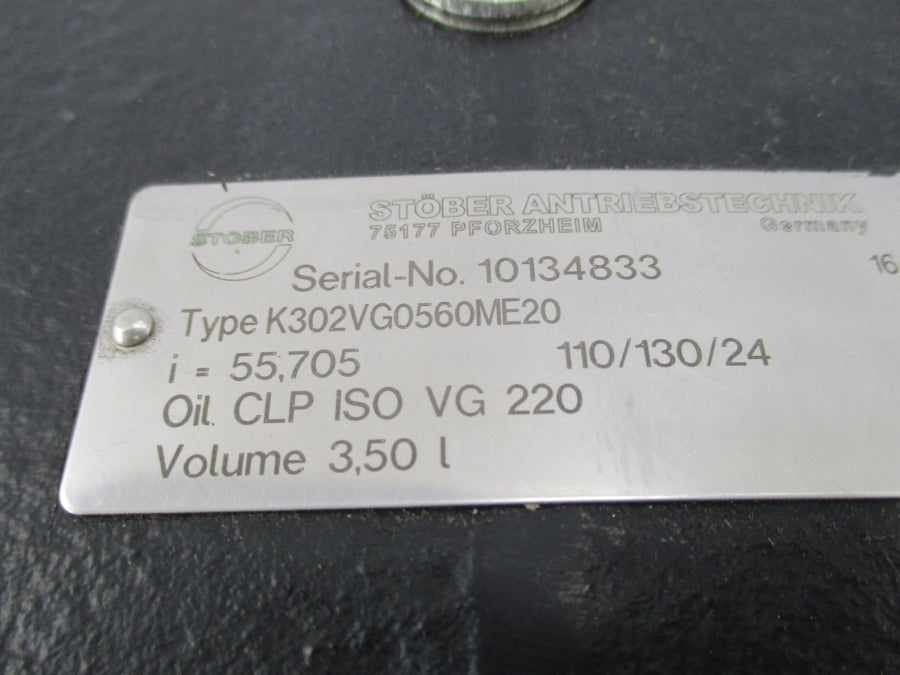 STÖBER
STÖBER ANTRIEBSTECHNIK
75177 PFORZHEIM Germany
Serial-No. 10134833 16
Type K302VG0560ME20
i = 55,705 110/130/24
Oil. CLP ISO VG 220
Volume 3,50 l